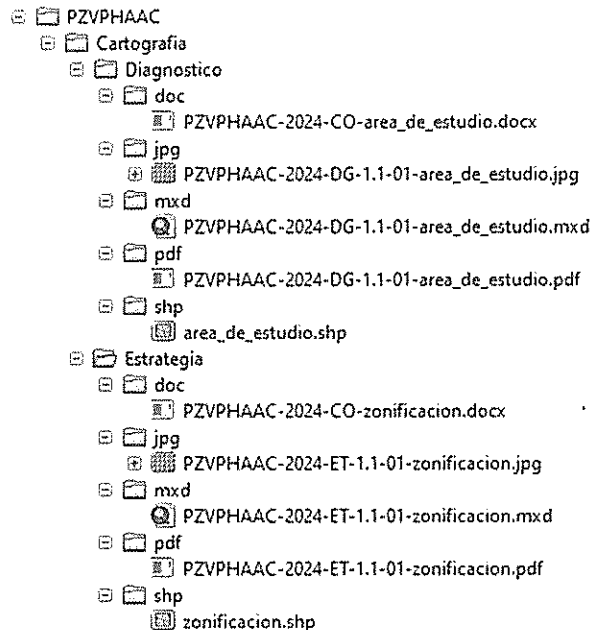 PZVPHAAC
Cartografia
Diagnostico
doc
PZVPHAAC-2024-CO-area_de_estudio.docx
jpg
PZVPHAAC-2024-DG-1.1-01-area_de_estudio.jpg
mxd
PZVPHAAC-2024-DG-1.1-01-area_de_estudio.mxd
pdf
PZVPHAAC-2024-DG-1.1-01-area_de_estudio.pdf
shp
area_de_estudio.shp
Estrategia
doc
PZVPHAAC-2024-CO-zonificacion.docx
jpg
PZVPHAAC-2024-ET-1.1-01-zonificacion.jpg
mxd
PZVPHAAC-2024-ET-1.1-01-zonificacion.mxd
pdf
PZVPHAAC-2024-ET-1.1-01-zonificacion.pdf
shp
zonificacion.shp